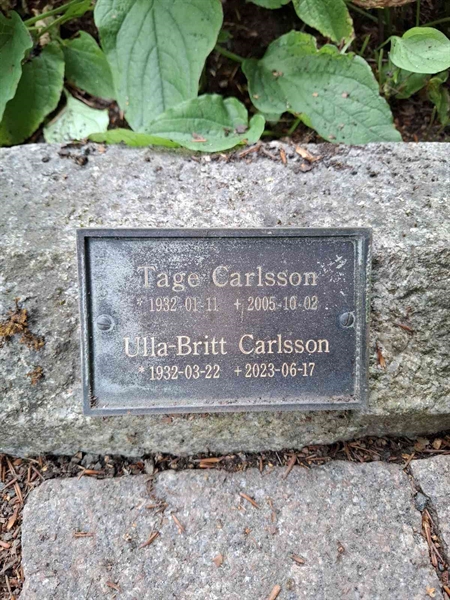 Tage Carlsson
* 1932-01-11 + 2005-10-02
Ulla-Britt Carlsson
* 1932-03-22 + 2023-06-17